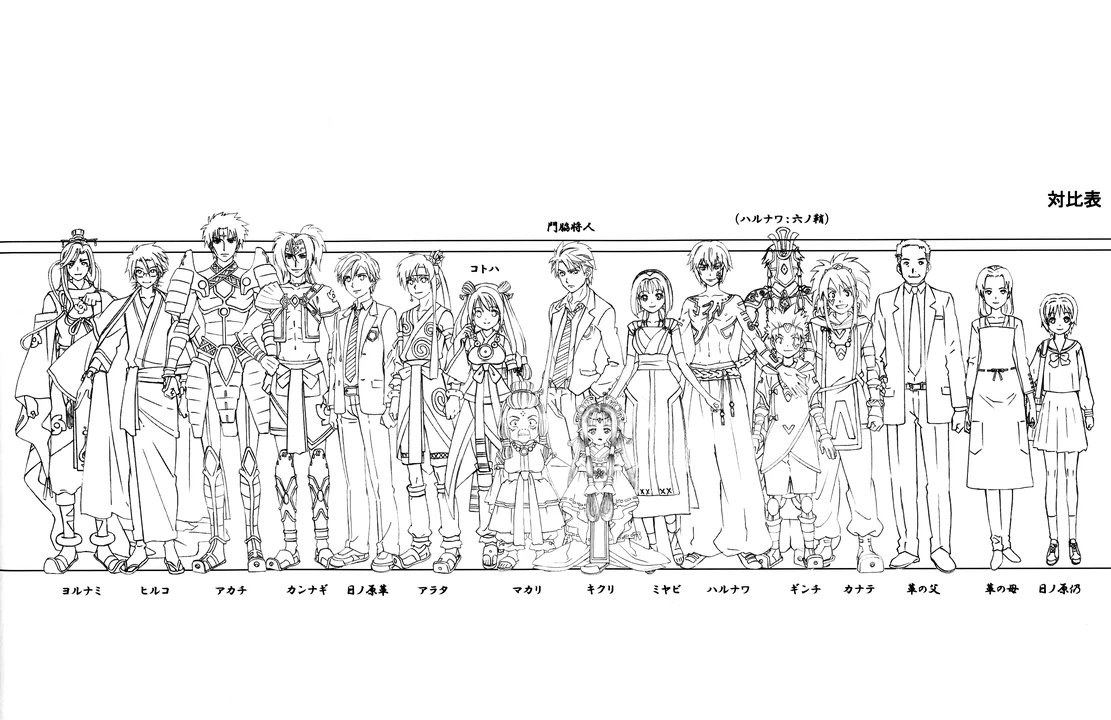 対比表
(ハルナワ:六ノ鞘)
門脇将人
コトハ
ヨルナミ
ヒルコ
アカチ
カンナギ
日ノ原革
アラタ
マカリ
キクリ
ミヤビ
ハルナワ
ギンチ
カナテ
革の父
革の母
日ノ原仍